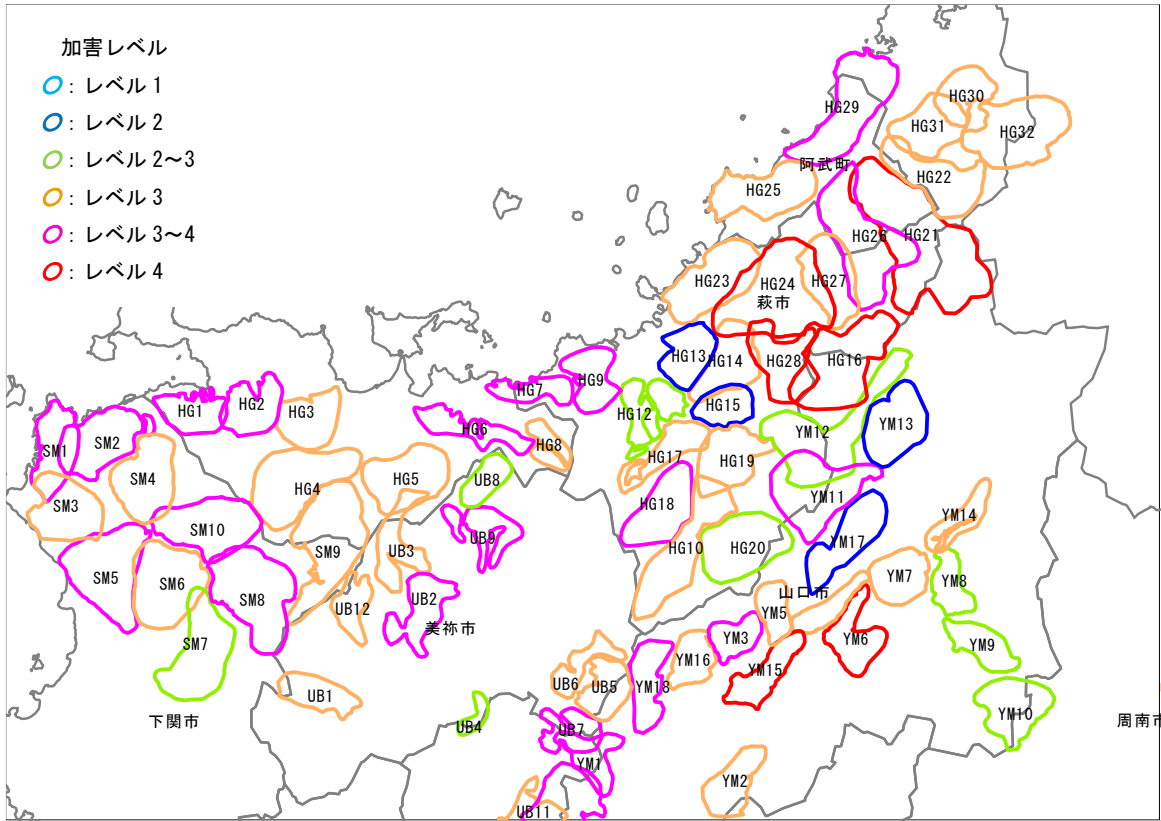 加害レベル
: レベル1
: レベル2
: レベル2~3
: レベル3
: レベル3~4
: レベル4
HG30
HG29
HG31
HG32
阿武町
HG22
HG25
HG26
HG21
HG23
HG24
HG27
萩市
HG13
HG14
HG28
HG16
HG7
HG9
HG1
HG2
HG3
HG15
HG12
SM1
SM2
HG6
YM12
YM13
HG8
HG17
HG19
SM4
HG5
UB8
HG4
YM11
SM3
HG18
YM14
SM10
UB9
YM17
HG10
HG20
SM9
UB3
SM5
SM6
YM7
YM8
山口市
SM8
UB12
UB2
YM5
美祢市
YM3
YM6
SM7
YM9
YM16
YM15
UB6
UB5
YM18
UB1
下関市
UB4
UB7
YM10
周南市
YM1
YM2
UB11